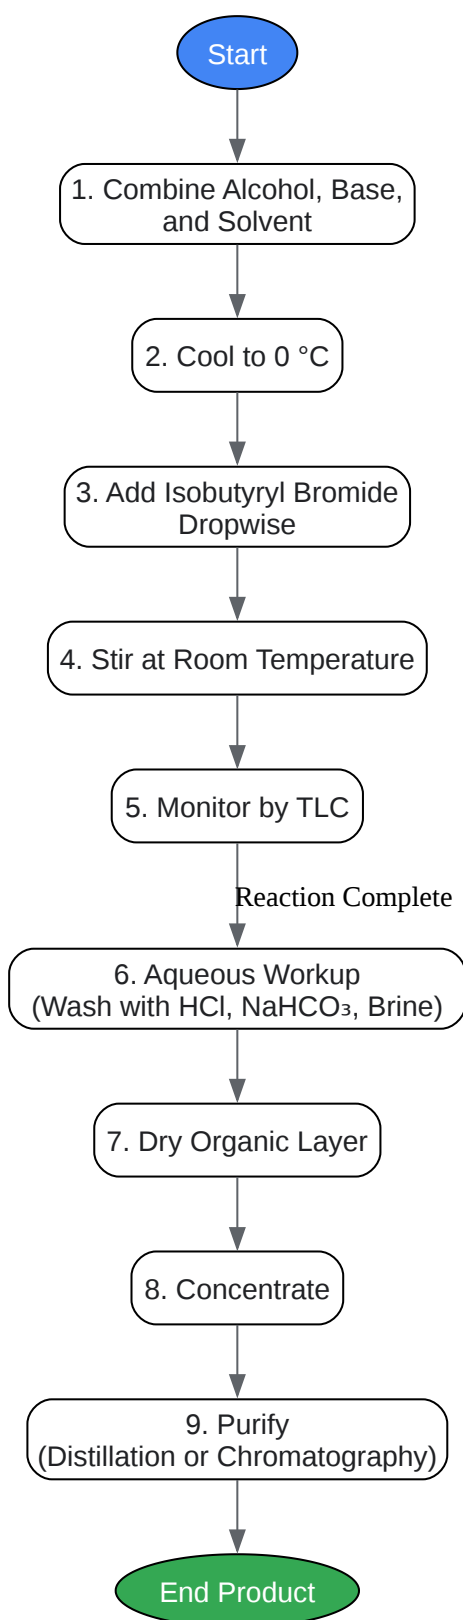 Start
1. Combine Alcohol, Base,
and Solvent
2. Cool to 0 °C
3. Add Isobutyryl Bromide
Dropwise
4. Stir at Room Temperature
5. Monitor by TLC
Reaction Complete
6. Aqueous Workup
(Wash with HCl, NaHCO₃, Brine)
7. Dry Organic Layer
8. Concentrate
9. Purify
(Distillation or Chromatography)
End Product